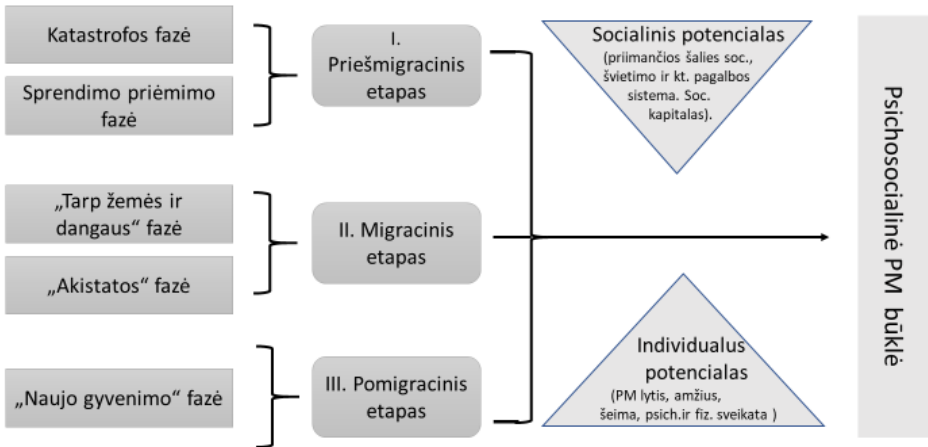 Katastrofos fazė
Sprendimo priėmimo
fazė
„Tarp žemės ir
dangaus“ fazė
„Akistatos“ fazė
„Naujo gyvenimo“ fazė
I.
Priešmigracinis
etapas
II. Migracinis
etapas
III. Pomigracinis
etapas
Socialinis potencialas
(priimančios šalies soc.,
švietimo ir kt. pagalbos
sistema. Soc.
kapitalas).
Individualus
potencialas
(PM lytis, amžius,
šeima, psich.ir fiz. sveikata )
Psichosocialinė PM būklė